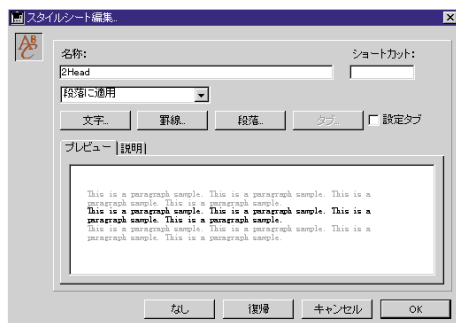 スタイルシート編集..
ABC
名称:
ショートカット:
2Head
段落に適用
文字..
罫線..
段落..
タブ..
設定タブ
プレビュー
説明
This is a paragraph sample. This is a paragraph sample. This is a
paragraph sample. This is a paragraph sample.
This is a paragraph sample. This is a paragraph sample. This is a
paragraph sample. This is a paragraph sample.
This is a paragraph sample. This is a paragraph sample. This is a
paragraph sample. This is a paragraph sample.
なし
復帰
キャンセル
OK